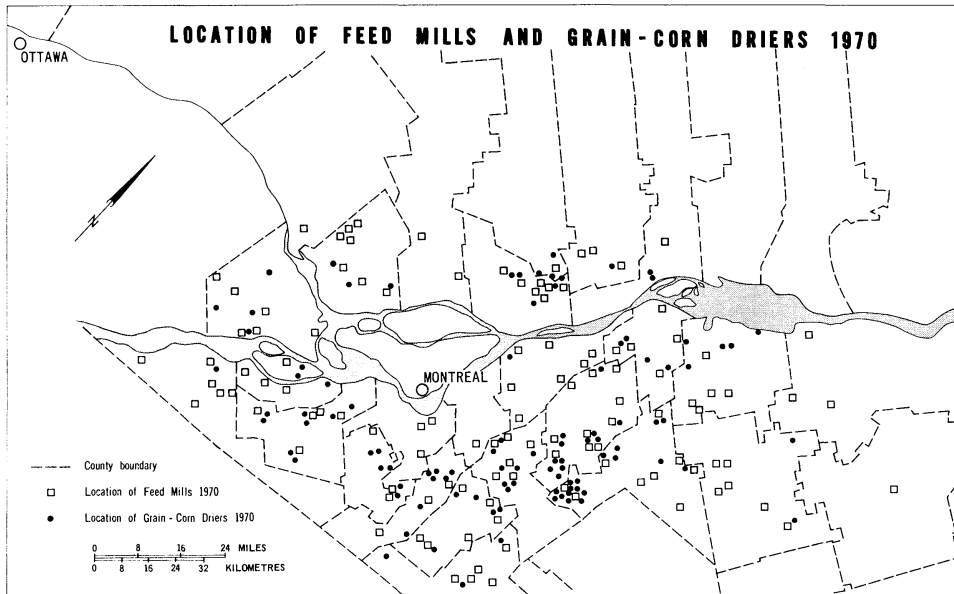 LOCATION OF FEED MILLS AND GRAIN-CORN DRIERS 1970
OTTAWA
N
MONTREAL
County boundary
Location of Feed Mills 1970
Location of Grain-Corn Driers 1970
0 8 16 24 MILES
0 8 16 24 32 KILOMETRES